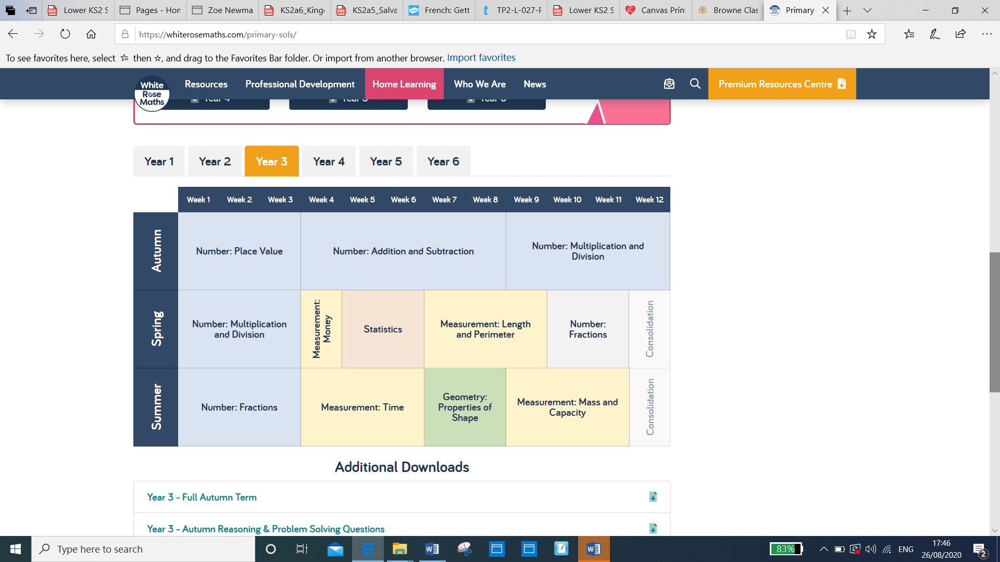 Lower KS2 S
Pages - Hon
Zoe Newma
KS2a6_King
KS2a5_Salva
French: Gett
TP2-L-027-F
Lower KS2 S
Canvas Prin
Browne Clas
Primary
https://whiterosemaths.com/primary-sols/
To see favorites here, select then , and drag to the Favorites Bar folder. Or import from another browser. Import favorites
White Rose Maths
Resources
Professional Development
Home Learning
Who We Are
News
Premium Resources Centre
Year 1
Year 2
Year 3
Year 4
Year 5
Year 6
Week 1 Week 2 Week 3 Week 4 Week 5 Week 6 Week 7 Week 8 Week 9 Week 10 Week 11 Week 12
Autumn
Number: Place Value
Number: Addition and Subtraction
Number: Multiplication and
Division
Spring
Number: Multiplication
and Division
Measurement:
Money
Statistics
Measurement: Length
and Perimeter
Number:
Fractions
Consolidation
Summer
Number: Fractions
Measurement: Time
Geometry:
Properties of
Shape
Measurement: Mass and
Capacity
Consolidation
Additional Downloads
Year 3 - Full Autumn Term
Year 3 - Autumn Reasoning & Problem Solving Questions
Type here to search
83%
ENG
17:46
26/08/2020
2